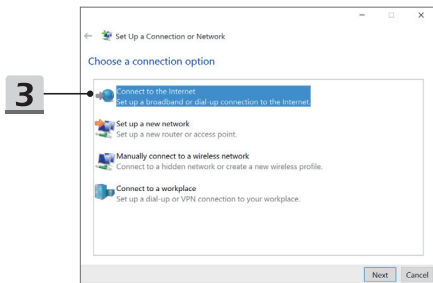 Set Up a Connection or Network
Choose a connection option
3
Connect to the Internet
Set up a broadband or dial-up connection to the Internet.
Set up a new network
Set up a new router or access point.
Manually connect to a wireless network
Connect to a hidden network or create a new wireless profile.
Connect to a workplace
Set up a dial-up or VPN connection to your workplace.
Next Cancel